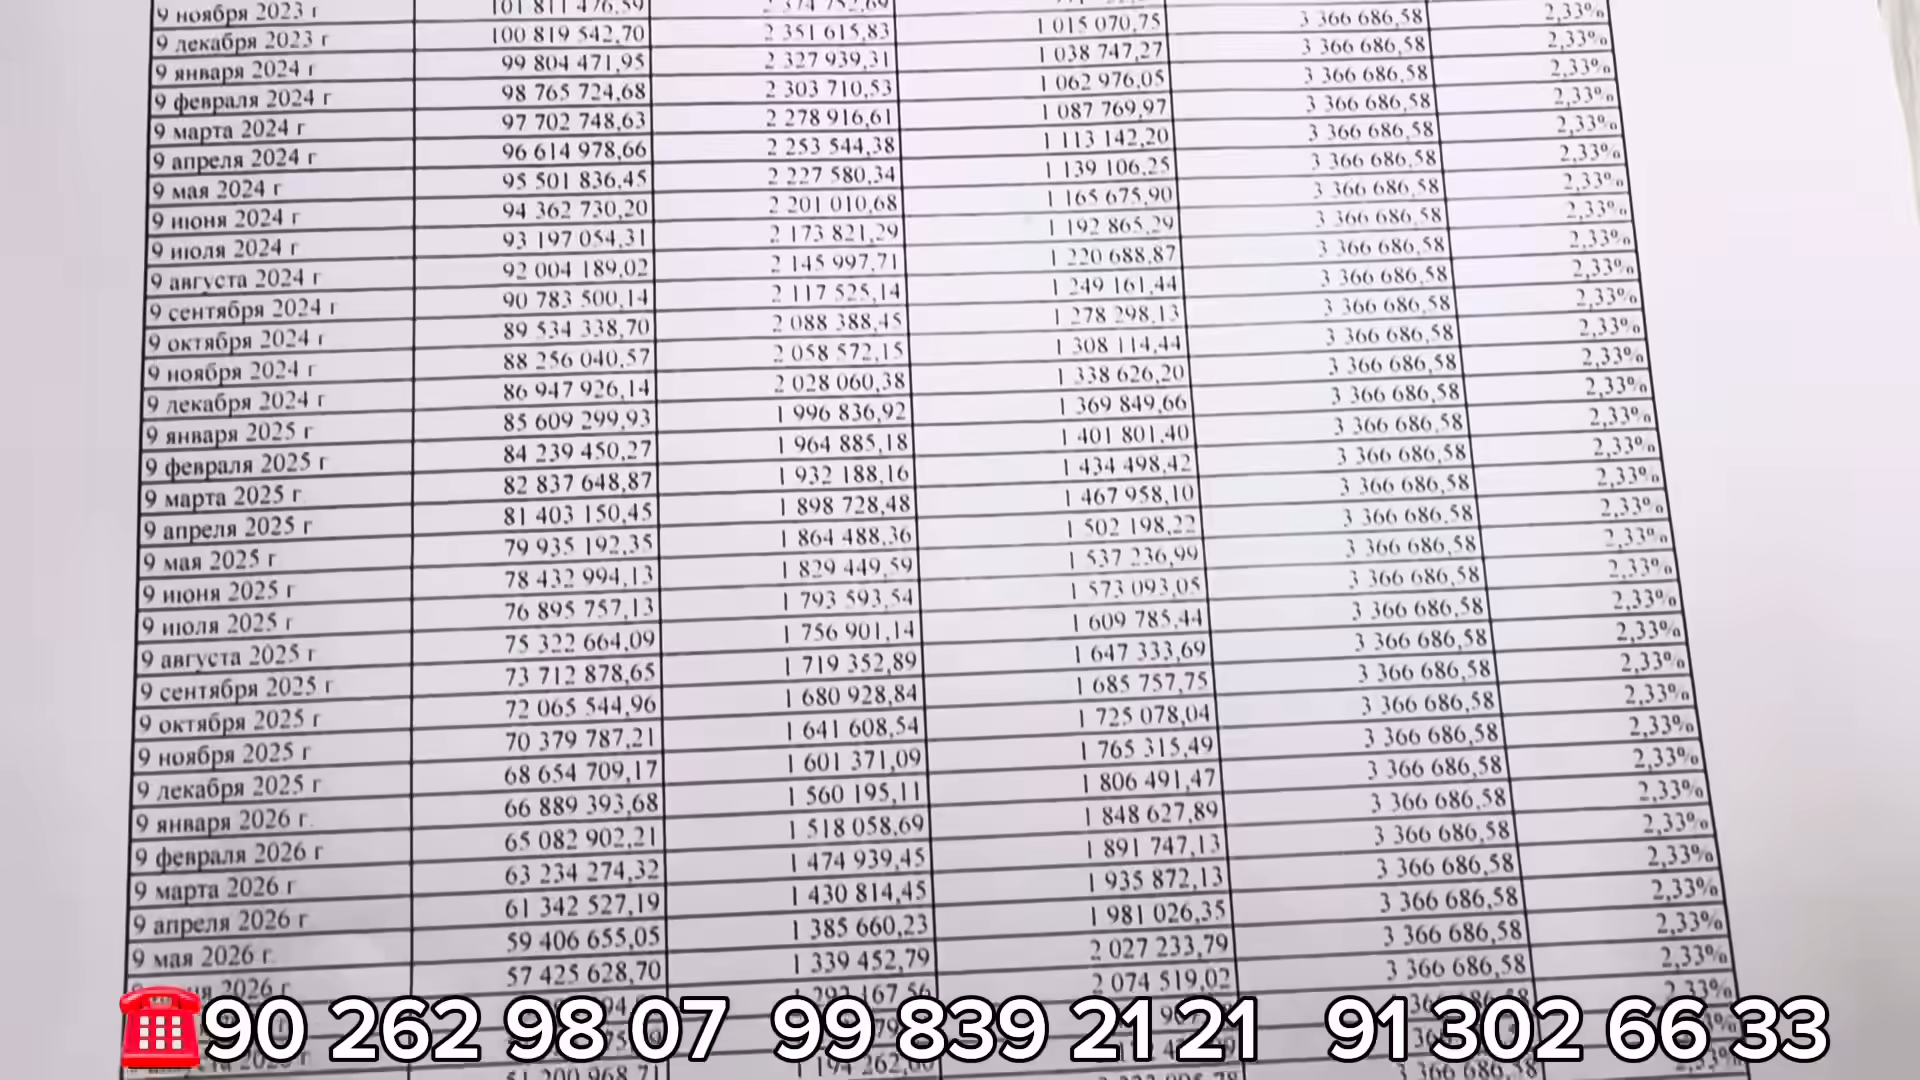 9 ноября 2023 г 101 811 476,59 2 374 752,69
9 декабря 2023 г 100 819 542,70 2 351 615,83 1 015 070,75 3 366 686,58 2,33%
9 января 2024 г 99 804 471,95 2 327 939,31 1 038 747,27 3 366 686,58 2,33%
9 февраля 2024 г 98 765 724,68 2 303 710,53 1 062 976,05 3 366 686,58 2,33%
9 марта 2024 г 97 702 748,63 2 278 916,61 1 087 769,97 3 366 686,58 2,33%
9 апреля 2024 г 96 614 978,66 2 253 544,38 1 113 142,20 3 366 686,58 2,33%
9 мая 2024 г 95 501 836,45 2 227 580,34 1 139 106,25 3 366 686,58 2,33%
9 июня 2024 г 94 362 730,20 2 201 010,68 1 165 675,90 3 366 686,58 2,33%
9 июля 2024 г 93 197 054,31 2 173 821,29 1 192 865,29 3 366 686,58 2,33%
9 августа 2024 г 92 004 189,02 2 145 997,71 1 220 688,87 3 366 686,58 2,33%
9 сентября 2024 г 90 783 500,14 2 117 525,14 1 249 161,44 3 366 686,58 2,33%
9 октября 2024 г 89 534 338,70 2 088 388,45 1 278 298,13 3 366 686,58 2,33%
9 ноября 2024 г 88 256 040,57 2 058 572,15 1 308 114,44 3 366 686,58 2,33%
9 декабря 2024 г 86 947 926,14 2 028 060,38 1 338 626,20 3 366 686,58 2,33%
9 января 2025 г 85 609 299,93 1 996 836,92 1 369 849,66 3 366 686,58 2,33%
9 февраля 2025 г 84 239 450,27 1 964 885,18 1 401 801,40 3 366 686,58 2,33%
9 марта 2025 г 82 837 648,87 1 932 188,16 1 434 498,42 3 366 686,58 2,33%
9 апреля 2025 г 81 403 150,45 1 898 728,48 1 467 958,10 3 366 686,58 2,33%
9 мая 2025 г 79 935 192,35 1 864 488,36 1 502 198,22 3 366 686,58 2,33%
9 июня 2025 г 78 432 994,13 1 829 449,59 1 537 236,99 3 366 686,58 2,33%
9 июля 2025 г 76 895 757,13 1 793 593,54 1 573 093,05 3 366 686,58 2,33%
9 августа 2025 г 75 322 664,09 1 756 901,14 1 609 785,44 3 366 686,58 2,33%
9 сентября 2025 г 73 712 878,65 1 719 352,89 1 647 333,69 3 366 686,58 2,33%
9 октября 2025 г 72 065 544,96 1 680 928,84 1 685 757,75 3 366 686,58 2,33%
9 ноября 2025 г 70 379 787,21 1 641 608,54 1 725 078,04 3 366 686,58 2,33%
9 декабря 2025 г 68 654 709,17 1 601 371,09 1 765 315,49 3 366 686,58 2,33%
9 января 2026 г. 66 889 393,68 1 560 195,11 1 806 491,47 3 366 686,58 2,33%
9 февраля 2026 г 65 082 902,21 1 518 058,69 1 848 627,89 3 366 686,58 2,33%
9 марта 2026 г 63 234 274,32 1 474 939,45 1 891 747,13 3 366 686,58 2,33%
9 апреля 2026 г 61 342 527,19 1 430 814,45 1 935 872,13 3 366 686,58 2,33%
9 мая 2026 г. 59 406 655,05 1 385 660,23 1 981 026,35 3 366 686,58 2,33%
2026 г 57 425 628,70 1 339 452,79 2 027 233,79 3 366 686,58 2,33%
1 292 167,56 2 074 519,02 3 366 686,58 2,33%
90 262 98 07 99 839 21 21 91 302 66 33
51 200 968,71